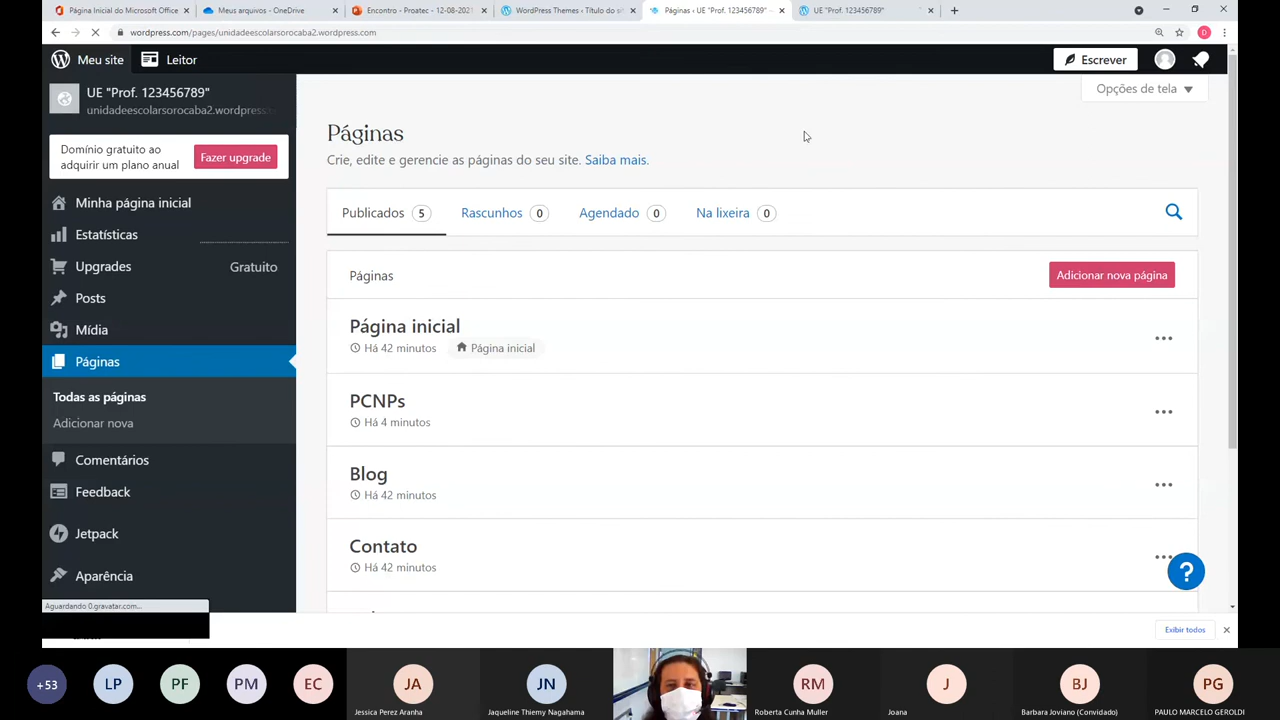 Página Inicial do Microsoft Office
Meus arquivos - OneDrive
Encontro - Proatec - 12-08-2021
WordPress Themes ‹ Título do si
Páginas ‹ UE "Prof. 123456789" -
UE "Prof. 123456789"
wordpress.com/pages/unidadeescolarsorocaba2.wordpress.com
D
Meu site
Leitor
Escrever
UE "Prof. 123456789"
unidadeescolarsorocaba2.wordpress
Opções de tela
Domínio gratuito ao
adquirir um plano anual
Fazer upgrade
Páginas
Crie, edite e gerencie as páginas do seu site. Saiba mais.
Minha página inicial
Estatísticas
Upgrades Gratuito
Posts
Mídia
Páginas
Todas as páginas
Adicionar nova
Comentários
Feedback
Jetpack
Aparência
Publicados 5
Rascunhos 0
Agendado 0
Na lixeira 0
Páginas
Adicionar nova página
Página inicial
Há 42 minutos Página inicial
PCNPs
Há 4 minutos
Blog
Há 42 minutos
Contato
Há 42 minutos
?
Aguardando 0.gravatar.com...
Exibir todos
+53
LP
PF
PM
EC
JA
Jessica Perez Aranha
JN
Jaqueline Thiemy Nagahama
RM
Roberta Cunha Muller
J
Joana
BJ
Barbara Joviano (Convidado)
PG
PAULO MARCELO GEROLDI